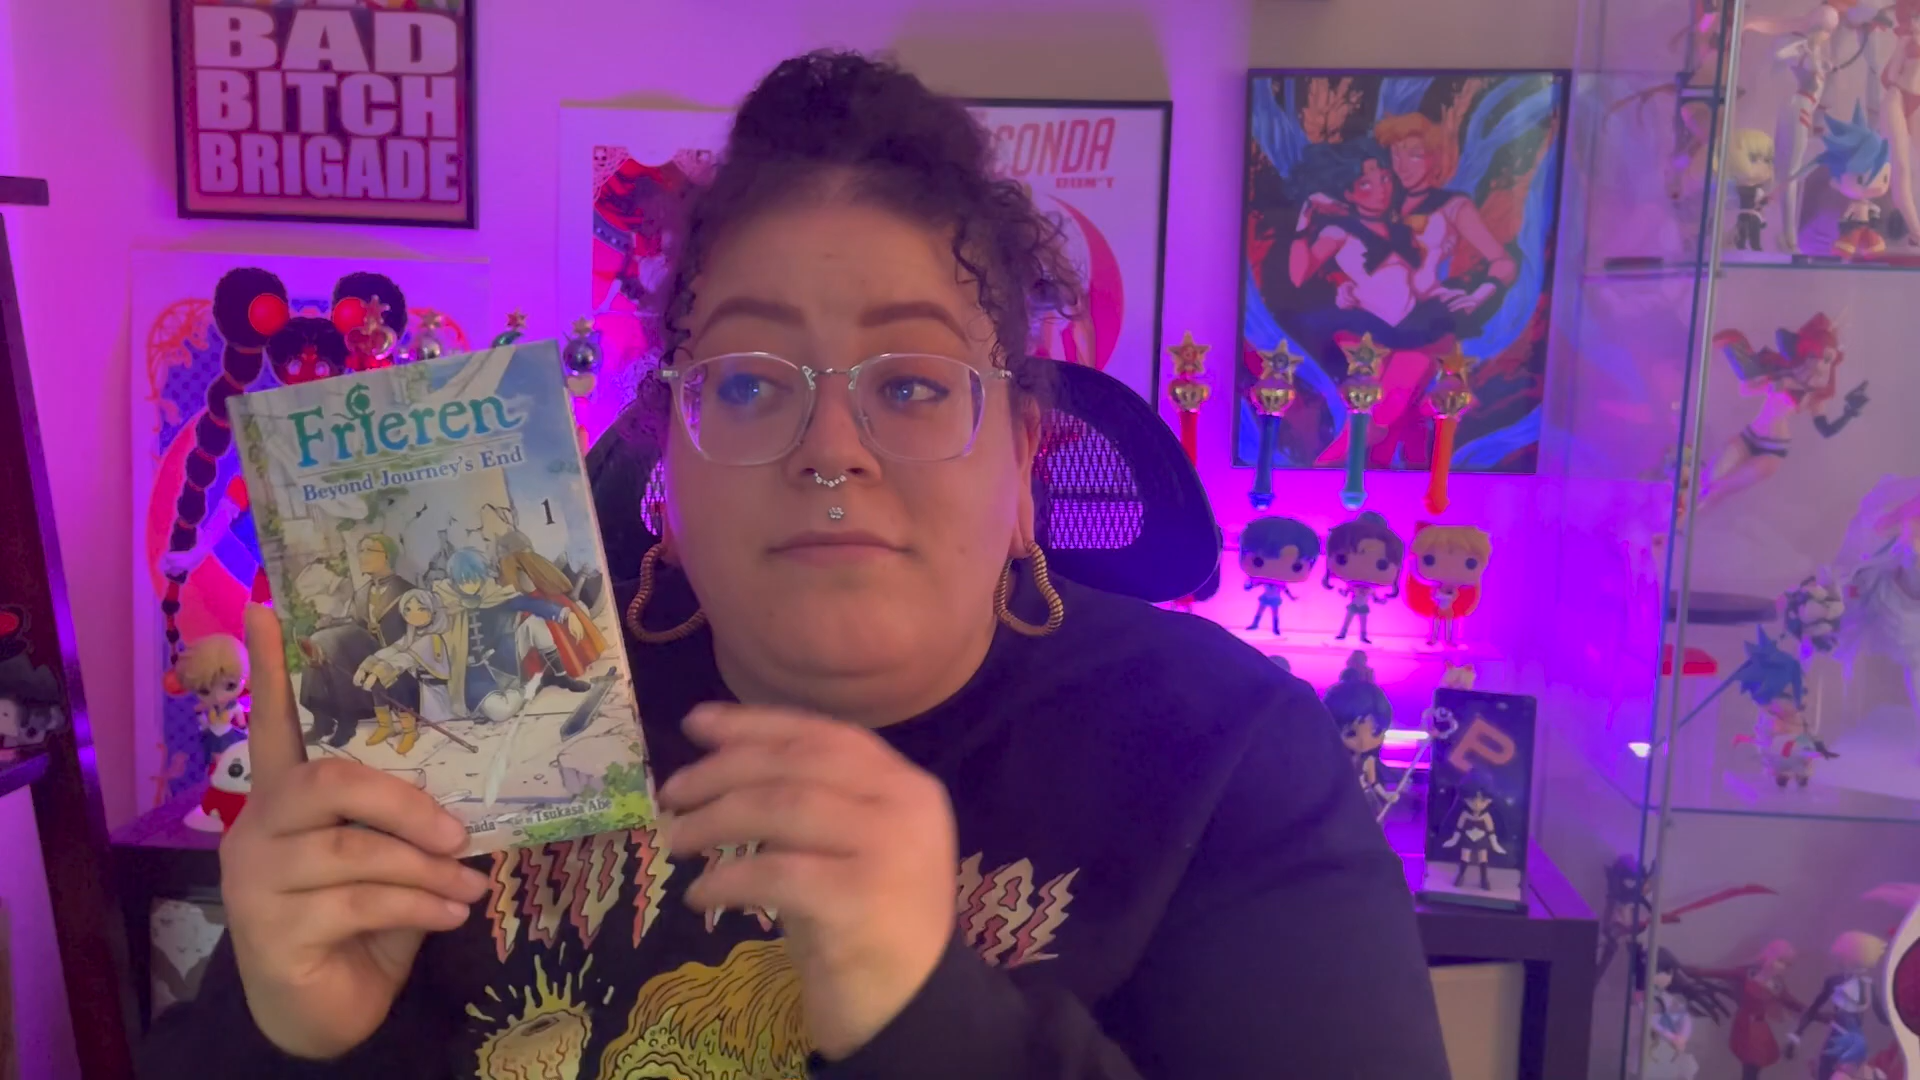 BAD
BITCH
BRIGADE
CONDA
DON'T
Frieren
Beyond Journey's End
1
Tsukasa Abe
P